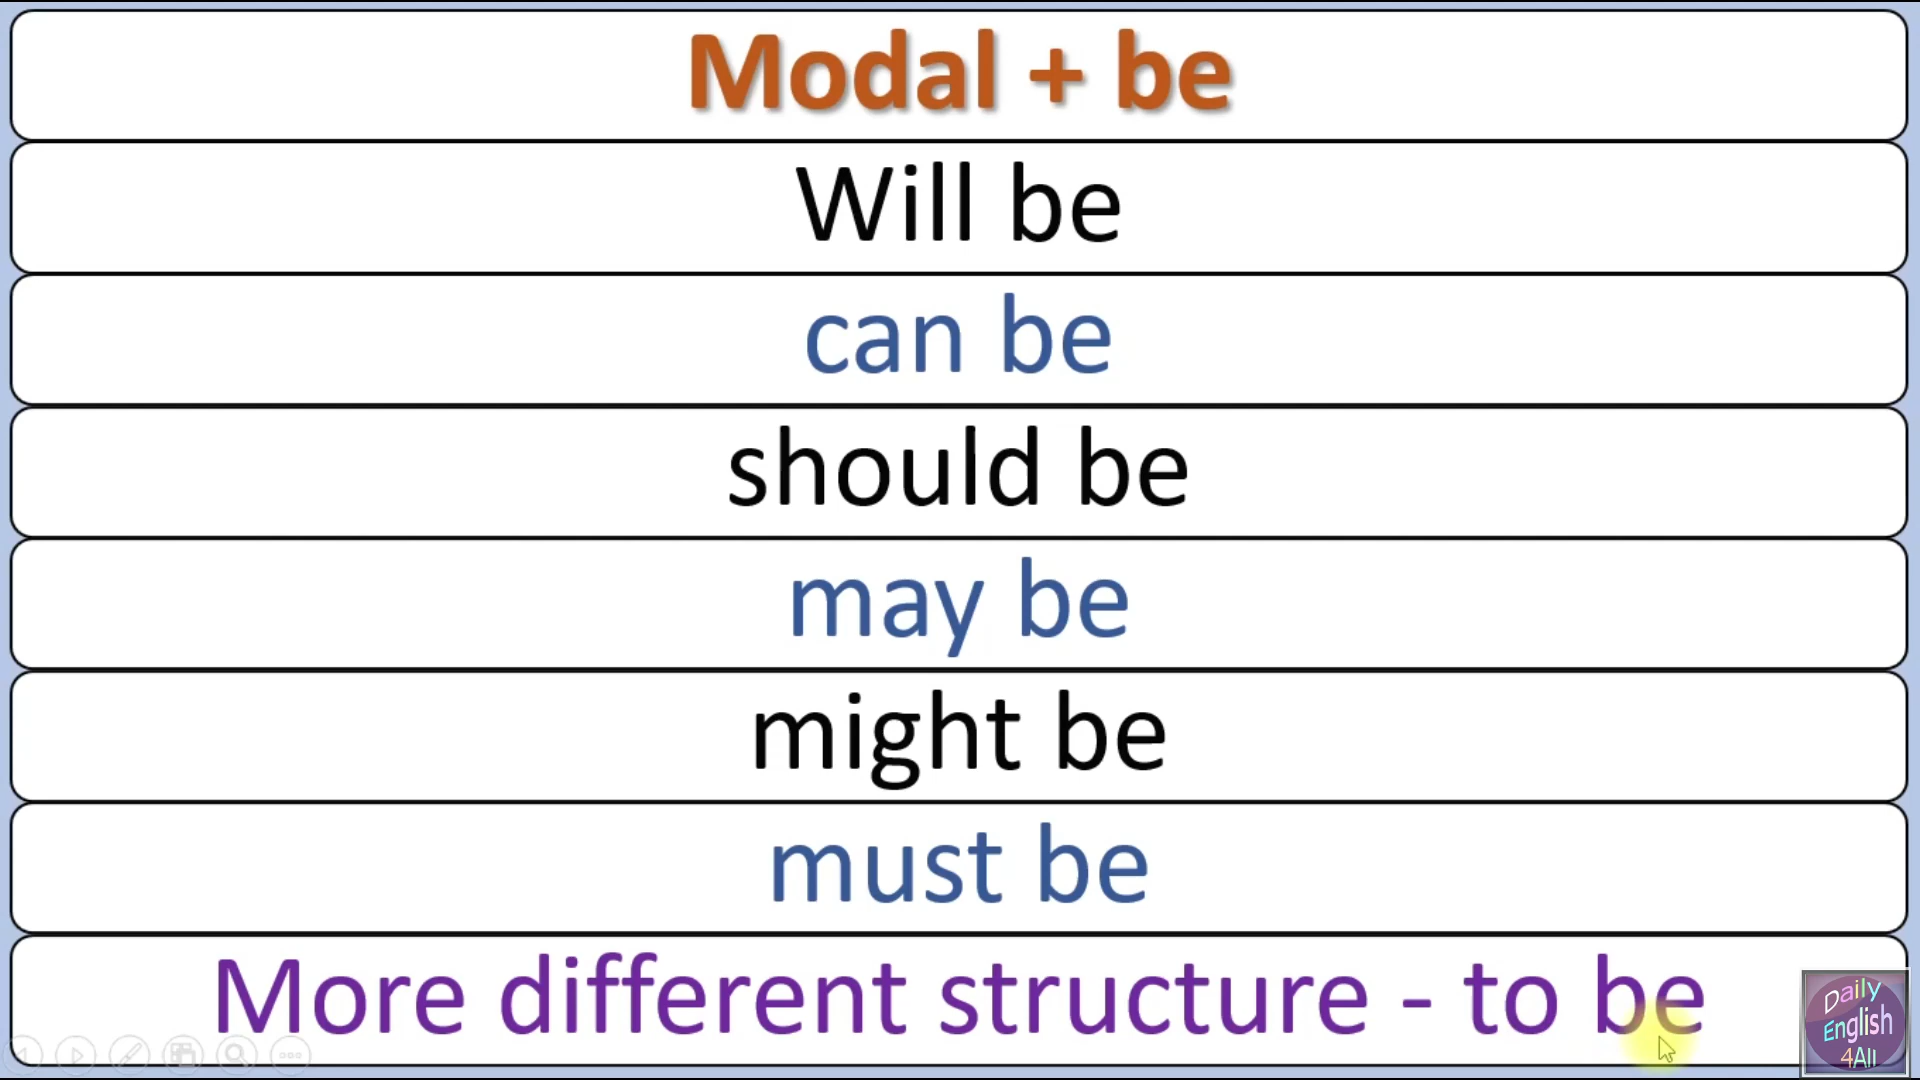 Modal + be
Will be
can be
should be
may be
might be
must be
More different structure - to be
Daily
English
4All